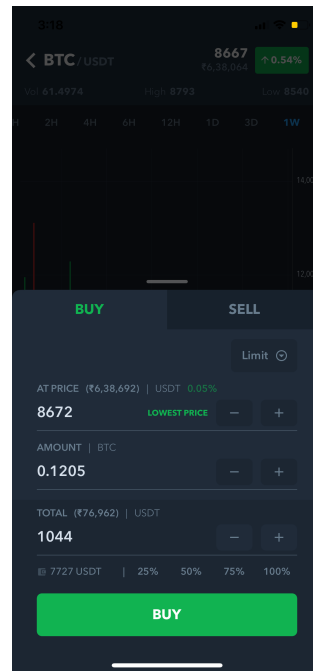 3:18
BTC/USDT
8667
₹6,38,064
↑0.54%
Vol 61.4974 High 8793 Low 8540
H 2H 4H 6H 12H 1D 3D 1W
14,00
12,00
BUY SELL
Limit
AT PRICE (₹6,38,692) | USDT 0.05%
8672 LOWEST PRICE − +
AMOUNT | BTC
0.1205 − +
TOTAL (₹76,962) | USDT
1044 − +
7727 USDT | 25% 50% 75% 100%
BUY